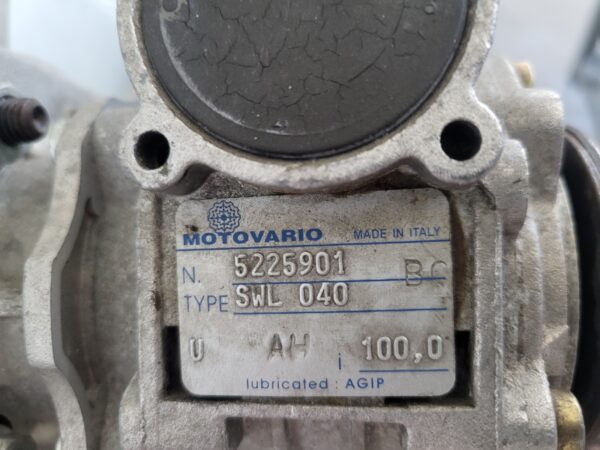 MOTOVARIO MADE IN ITALY
N. 5225901
TYPE SWL 040
U AH i 100,0
lubricated : AGIP